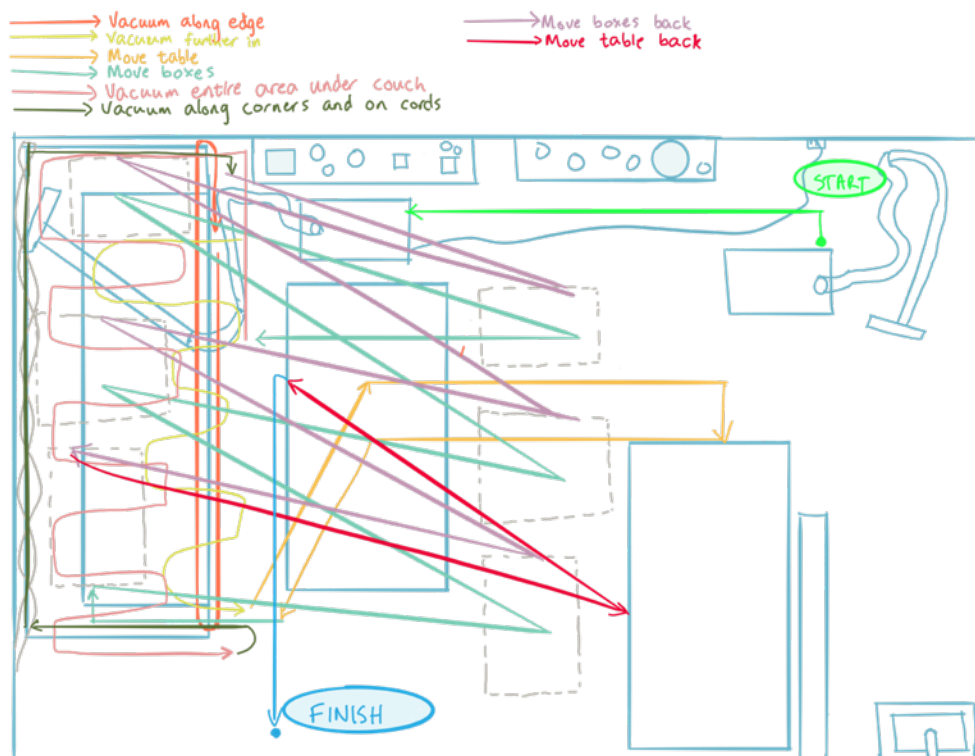 Vacuum along edge
Vacuum further in
Move table
Move boxes
Vacuum entire area under couch
Vacuum along corners and on cords
Move boxes back
Move table back
START
FINISH